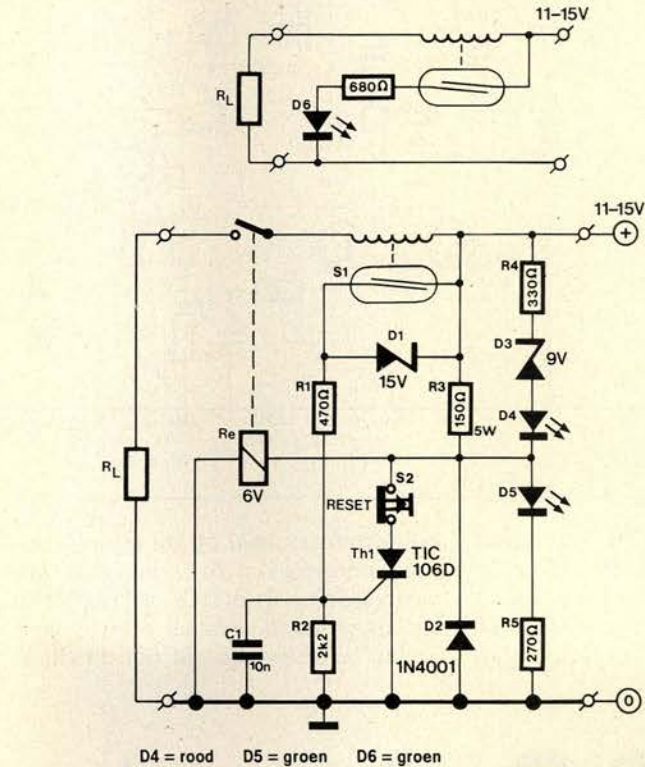 11–15V
RL
680Ω
D6
11–15V
+
S1
R4
330Ω
D1
15V
D3
9V
R1
470Ω
R3
150Ω
5W
D4
Re
6V
RL
S2
RESET
D5
Th1
TIC
106D
C1
10n
R2
2k2
D2
1N4001
R5
270Ω
0
D4 = rood D5 = groen D6 = groen